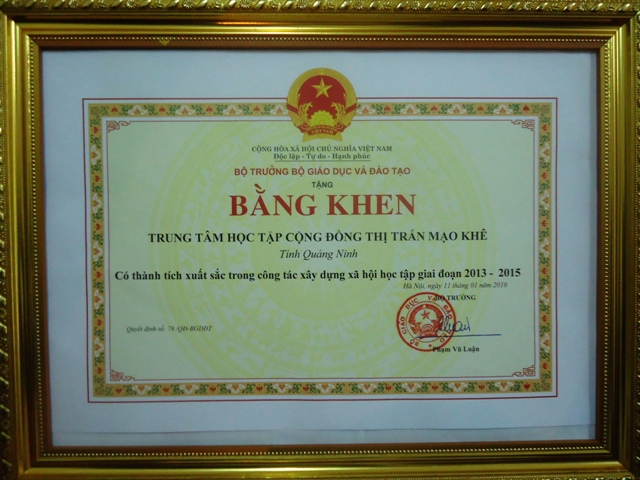 CỘNG HÒA XÃ HỘI CHỦ NGHĨA VIỆT NAM
Độc lập - Tự do - Hạnh phúc
BỘ TRƯỞNG BỘ GIÁO DỤC VÀ ĐÀO TẠO
TẶNG
BẰNG KHEN
TRUNG TÂM HỌC TẬP CỘNG ĐỒNG THỊ TRẤN MẠO KHÊ
Tỉnh Quảng Ninh
Có thành tích xuất sắc trong công tác xây dựng xã hội học tập giai đoạn 2013 - 2015
Hà Nội, ngày 11 tháng 01 năm 2016
BỘ TRƯỞNG
Quyết định số 78 /QĐ-BGDĐT
Phạm Vũ Luận